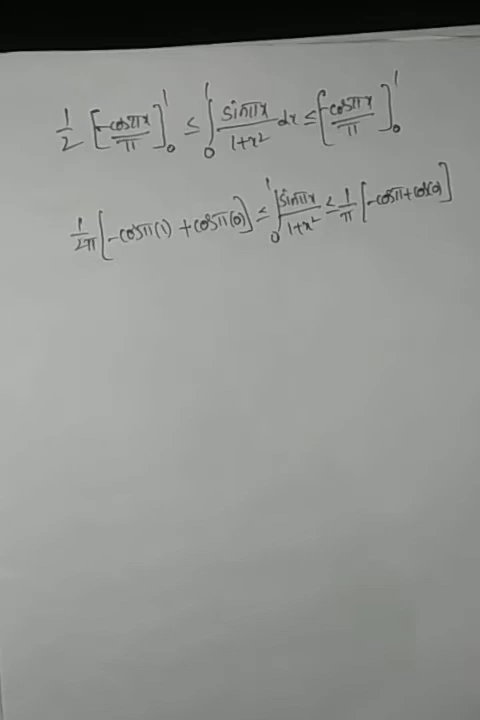 1/2 [-cosπx/π]₀¹ ≤ ∫₀¹ sinπx/1+x² dx ≤ [-cosπx/π]₀¹
1/2π [-cosπ(1) + cosπ(0)] ≤ ∫₀¹ sinπx/1+x² ≤ 1/π [-cosπ+cos(0)]